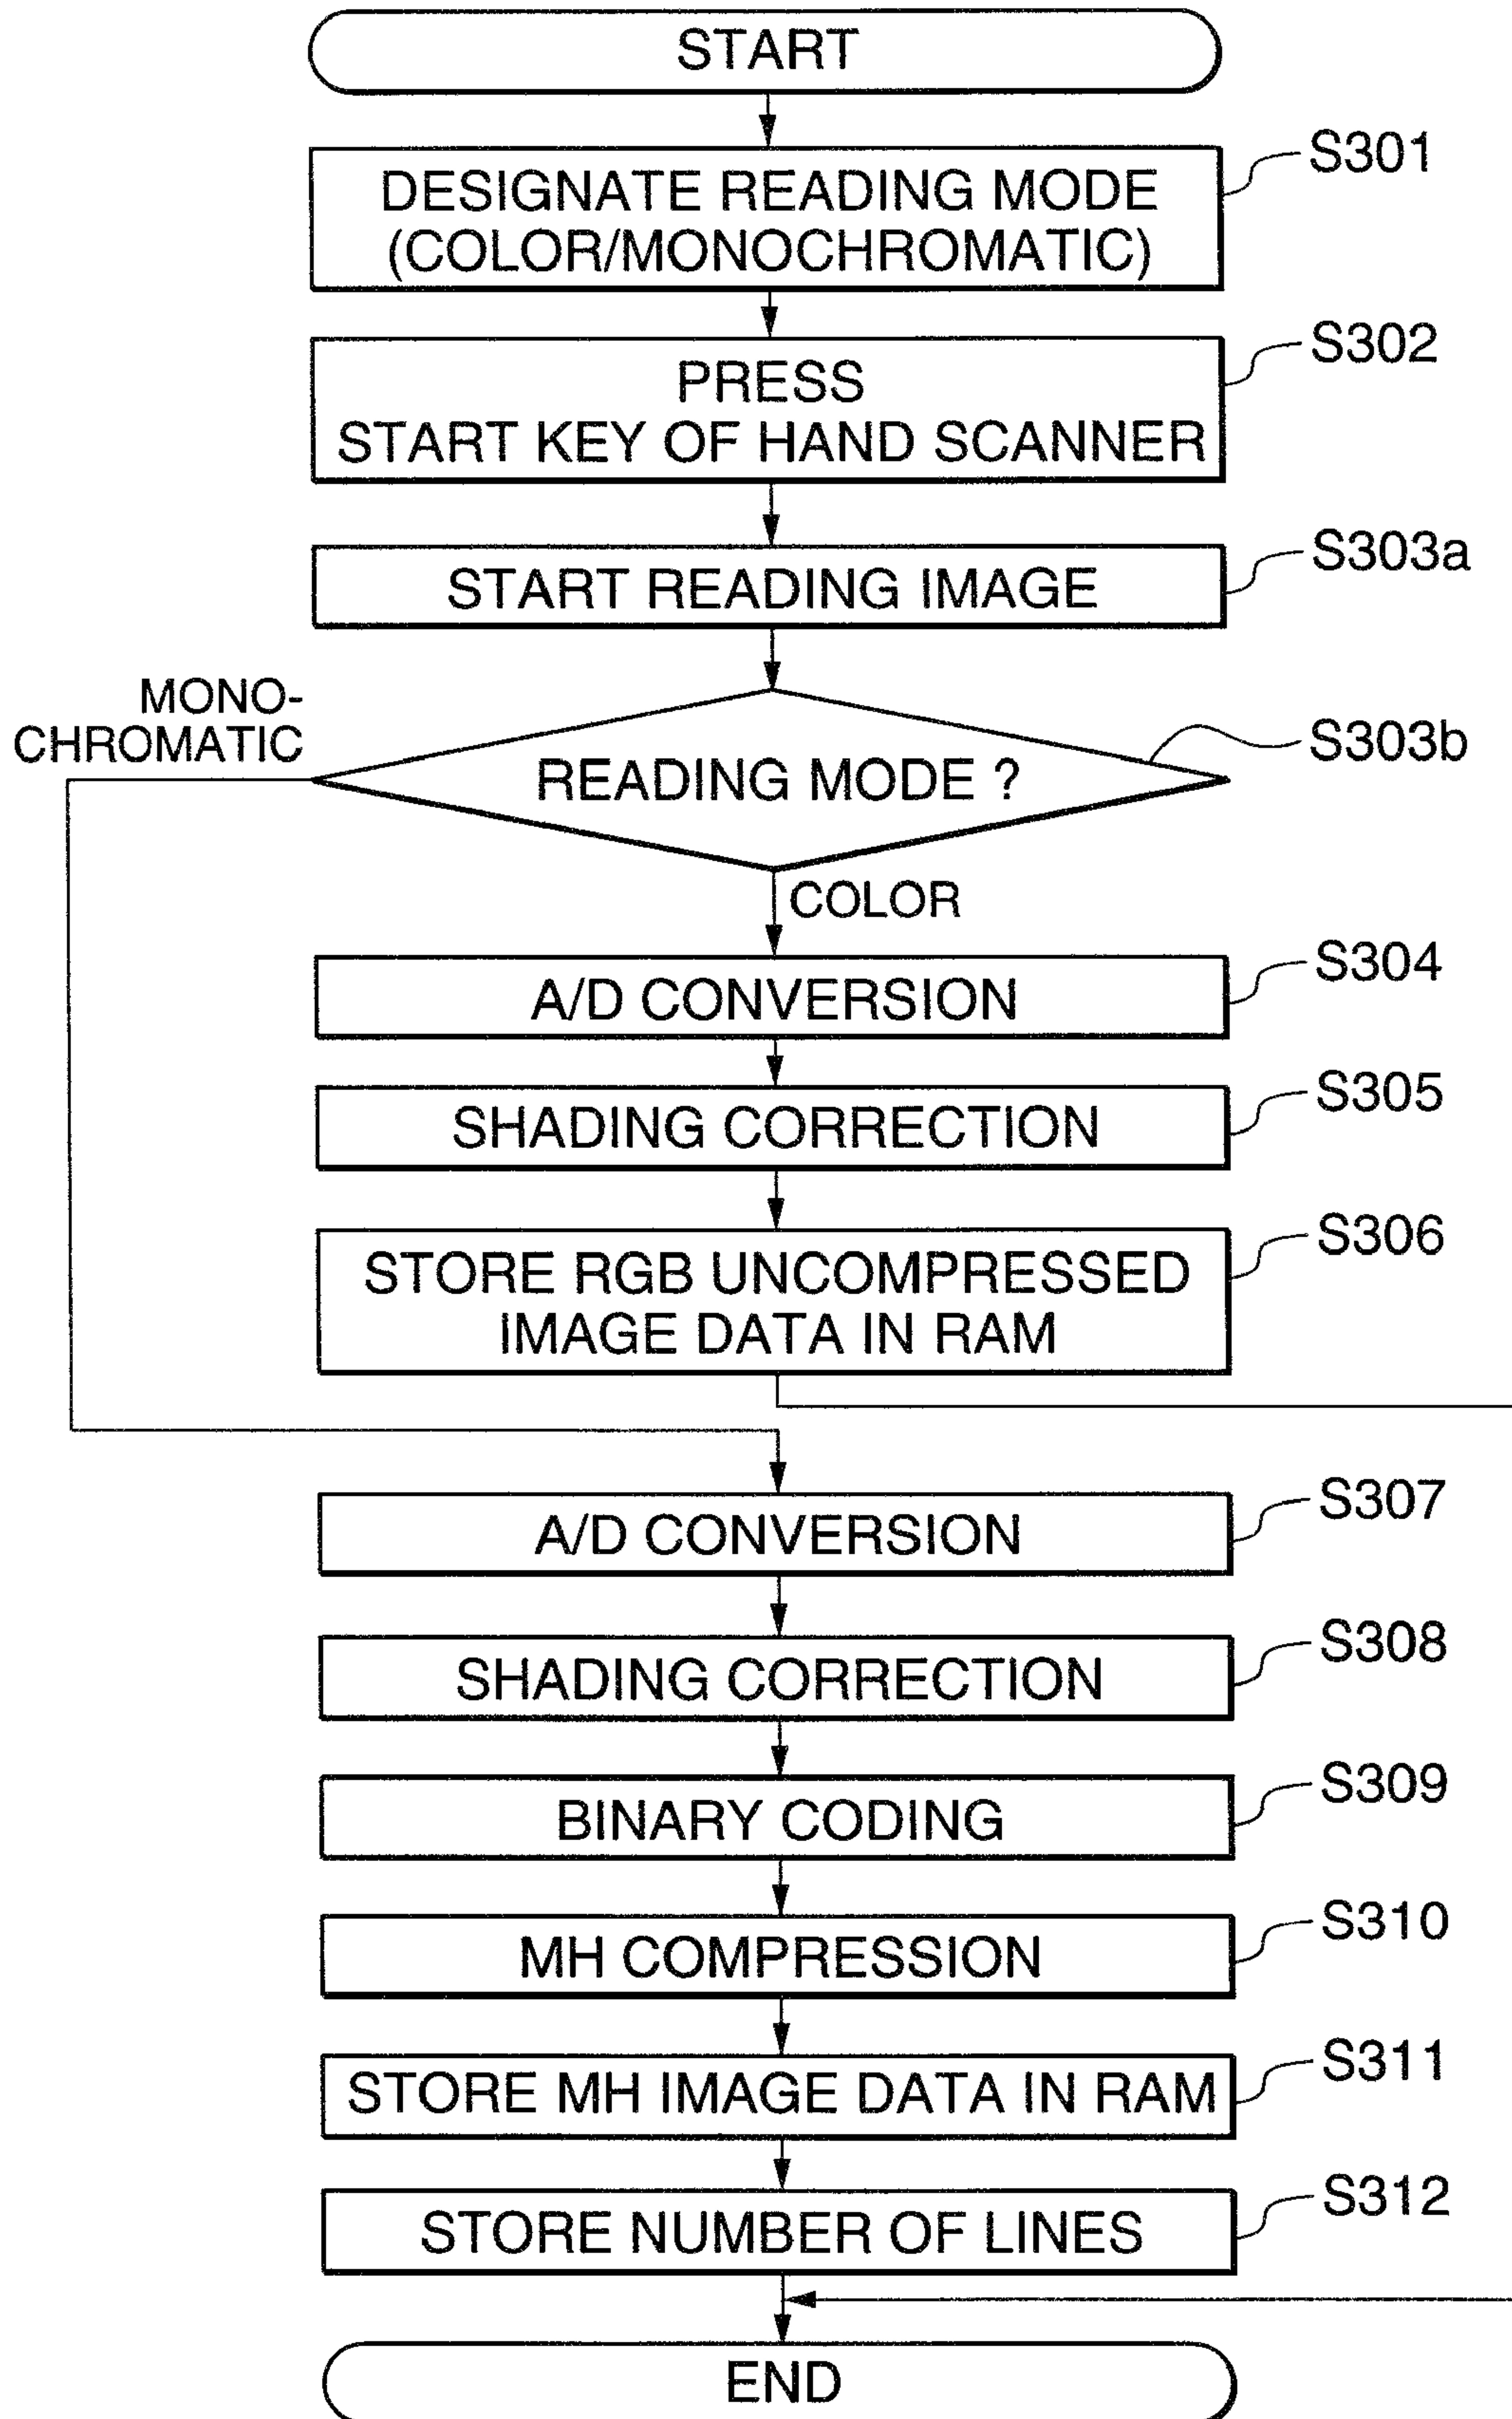 START
S301
DESIGNATE READING MODE
(COLOR/MONOCHROMATIC)
S302
PRESS
START KEY OF HAND SCANNER
S303a
START READING IMAGE
MONO-
CHROMATIC
S303b
READING MODE ?
COLOR
S304
A/D CONVERSION
S305
SHADING CORRECTION
S306
STORE RGB UNCOMPRESSED
IMAGE DATA IN RAM
S307
A/D CONVERSION
S308
SHADING CORRECTION
S309
BINARY CODING
S310
MH COMPRESSION
S311
STORE MH IMAGE DATA IN RAM
S312
STORE NUMBER OF LINES
END